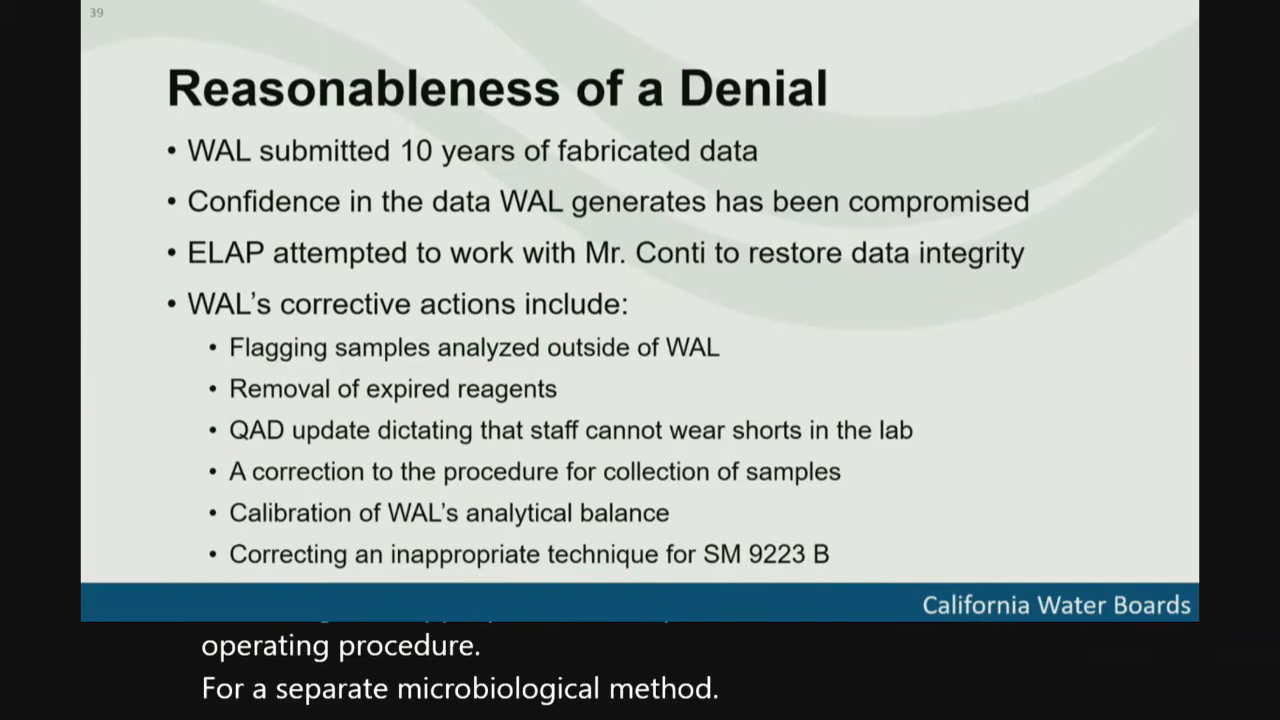 39
Reasonableness of a Denial
• WAL submitted 10 years of fabricated data
• Confidence in the data WAL generates has been compromised
• ELAP attempted to work with Mr. Conti to restore data integrity
• WAL’s corrective actions include:
• Flagging samples analyzed outside of WAL
• Removal of expired reagents
• QAD update dictating that staff cannot wear shorts in the lab
• A correction to the procedure for collection of samples
• Calibration of WAL’s analytical balance
• Correcting an inappropriate technique for SM 9223 B
California Water Boards
operating procedure.
For a separate microbiological method.